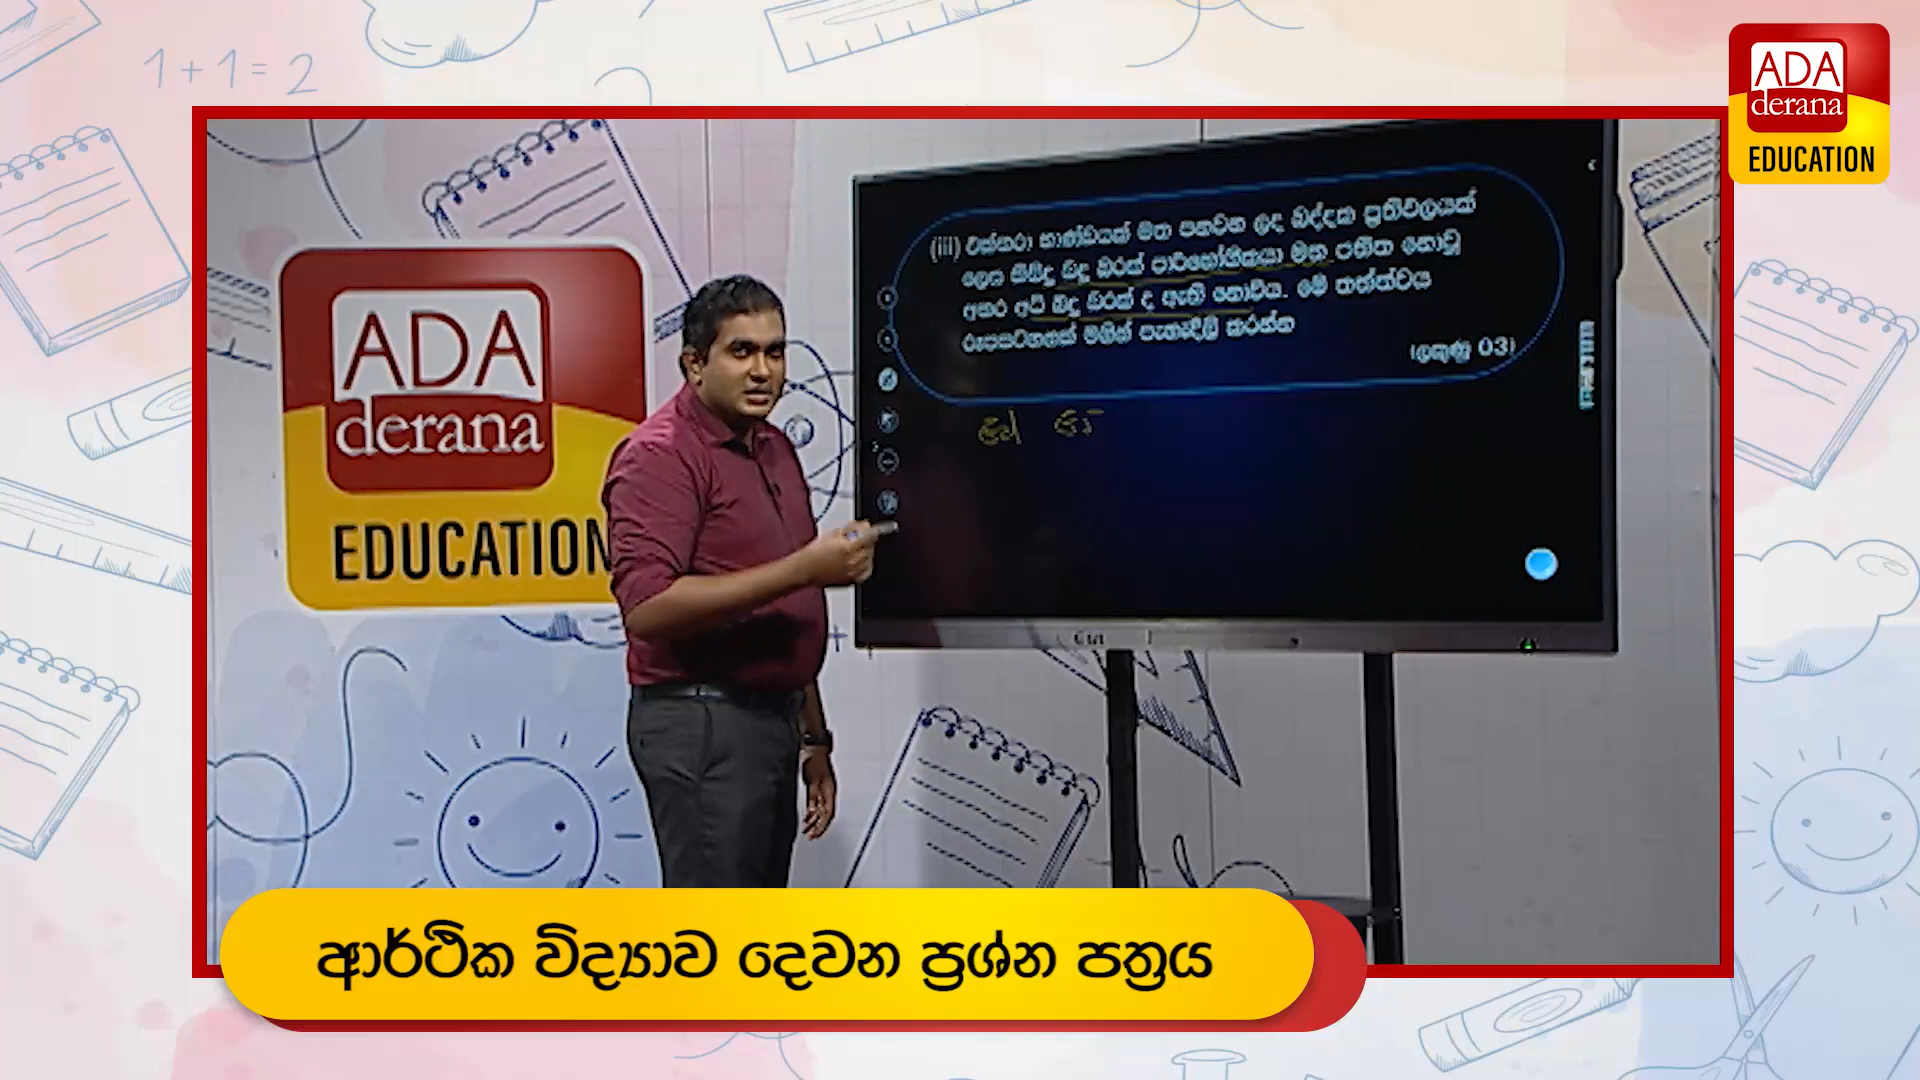 1+1=2
ADA
derana
EDUCATION
ADA
derana
EDUCATION
(iii) එක්තරා භාණ්ඩයක් මත පනවන ලද බද්දක ප්‍රතිඵලයක්
ලෙස කිසිදු බදු බරක් පාරිභෝගිකයා මත පතිත නොවූ
අතර අධි බදු බරක් ද ඇති නොවීය. මේ තත්ත්වය
රූපසටහනක් මගින් පැහැදිලි කරන්න
(ලකුණු 03)
ආර්ථික විද්‍යාව දෙවන ප්‍රශ්න පත්‍රය